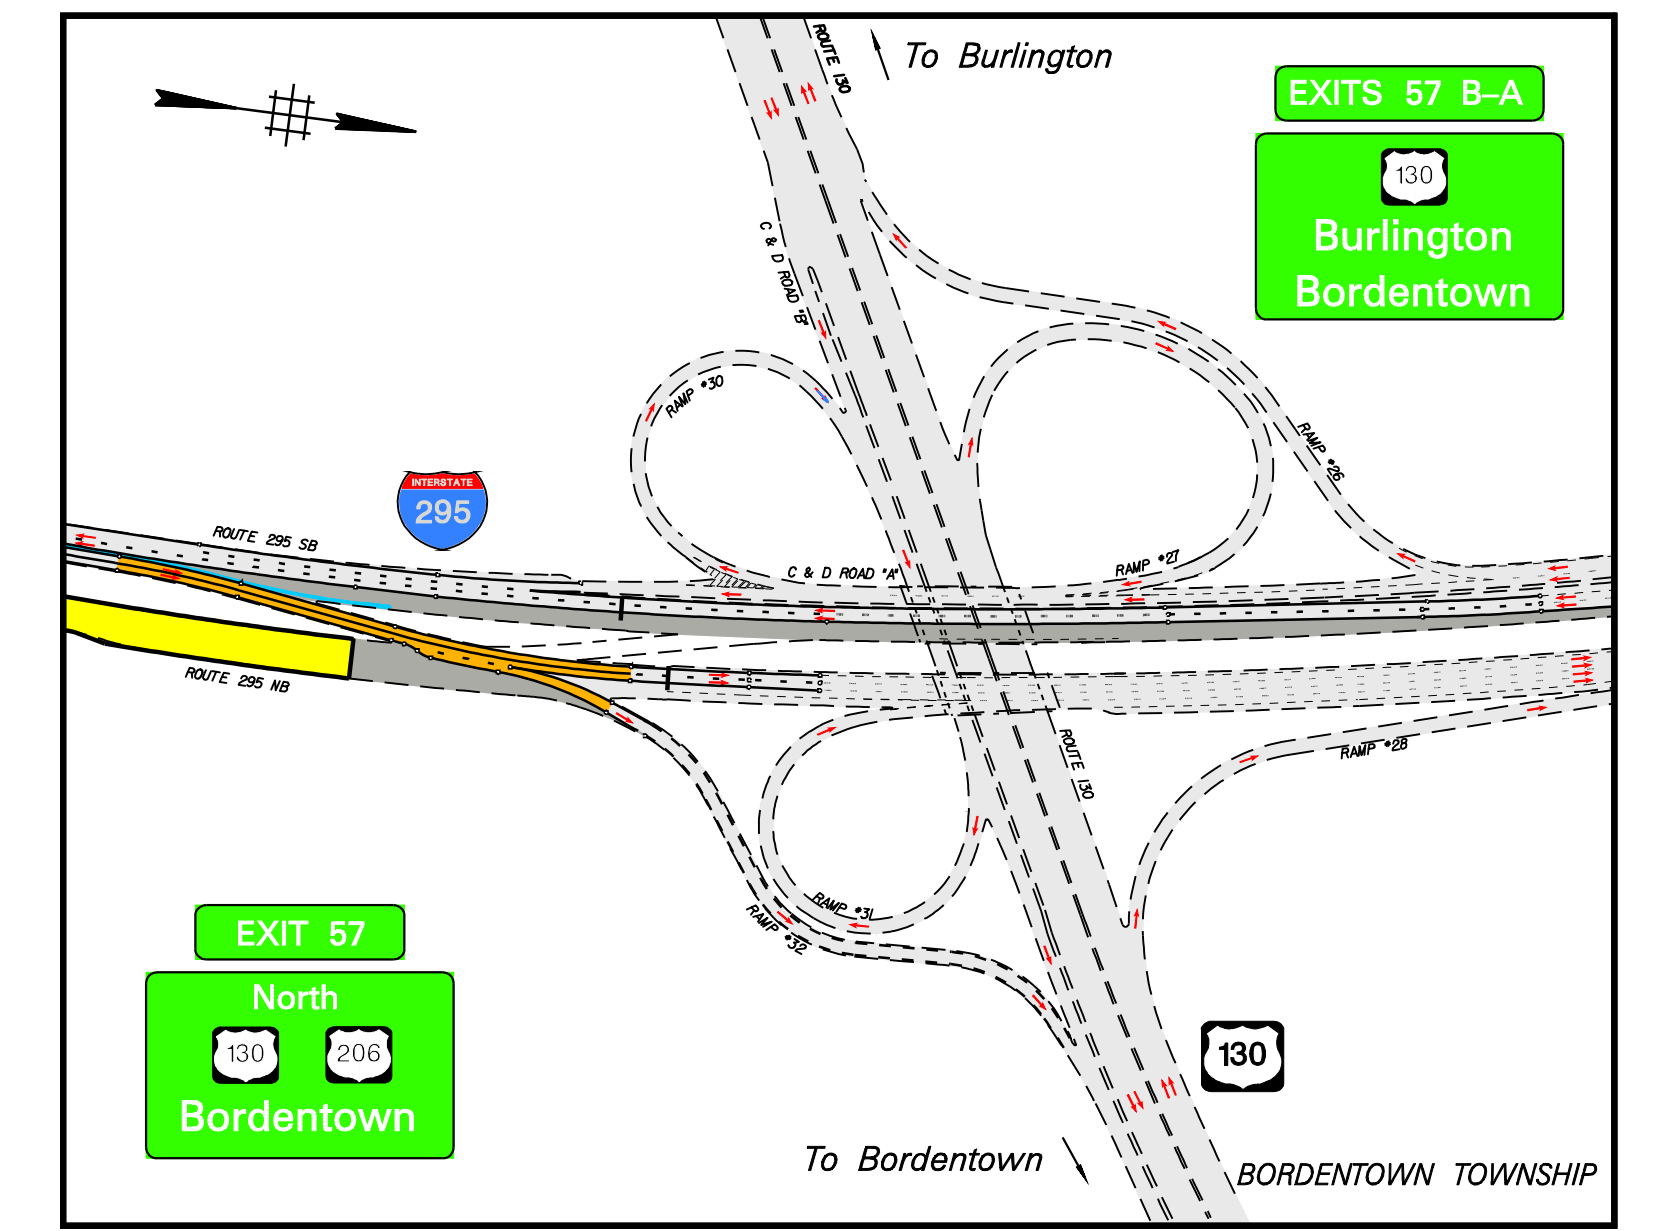 ROUTE 130
To Burlington
EXITS 57 B–A
130
Burlington
Bordentown
C & D ROAD "B"
RAMP #30
RAMP #26
INTERSTATE
295
ROUTE 295 SB
C & D ROAD "A"
RAMP #27
ROUTE 295 NB
ROUTE 130
RAMP #28
RAMP #31
RAMP #32
EXIT 57
North
130 206
Bordentown
130
To Bordentown
BORDENTOWN TOWNSHIP